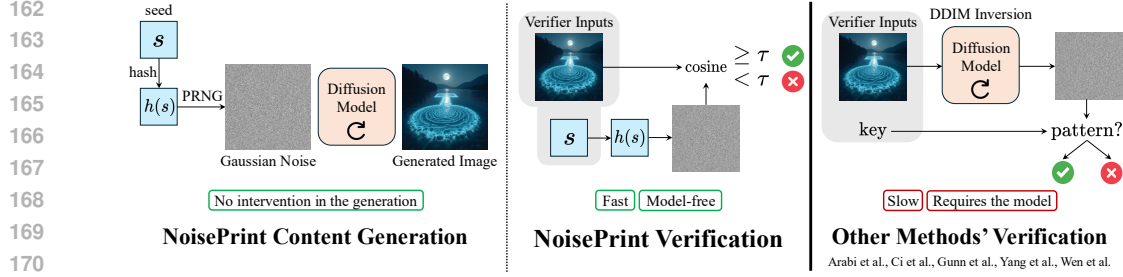 162
163
164
165
166
167
168
169
170
seed
s
hash
h(s)
PRNG
Gaussian Noise
Diffusion
Model
Generated Image
No intervention in the generation
NoisePrint Content Generation
Verifier Inputs
cosine
≥ τ
< τ
s
h(s)
Fast
Model-free
NoisePrint Verification
Verifier Inputs
DDIM Inversion
Diffusion
Model
key
pattern?
Slow
Requires the model
Other Methods' Verification
Arabi et al., Ci et al., Gunn et al., Yang et al., Wen et al.